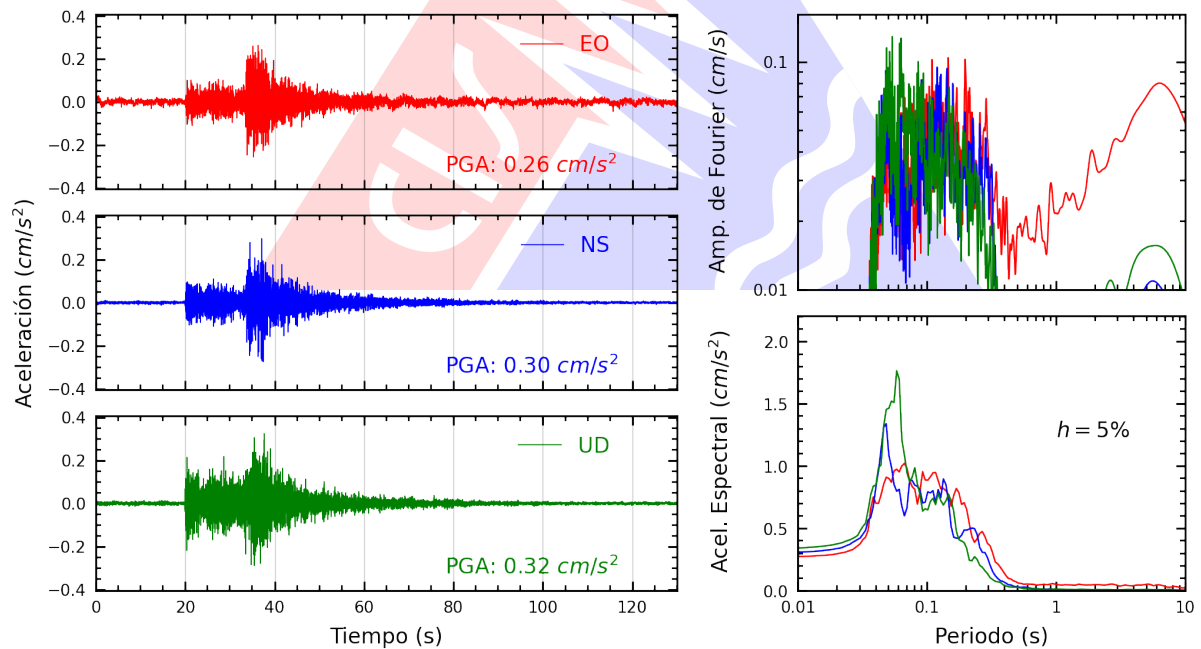 0.4
0.2
0.0
−0.2
−0.4
EO
PGA: 0.26 cm/s²
0.4
0.2
0.0
−0.2
−0.4
NS
PGA: 0.30 cm/s²
0.4
0.2
0.0
−0.2
−0.4
UD
PGA: 0.32 cm/s²
Aceleración (cm/s²)
0 20 40 60 80 100 120
Tiempo (s)
0.1
0.01
Amp. de Fourier (cm/s)
2.0
1.5
1.0
0.5
0.0
Acel. Espectral (cm/s²)
h = 5%
0.01 0.1 1 10
Periodo (s)